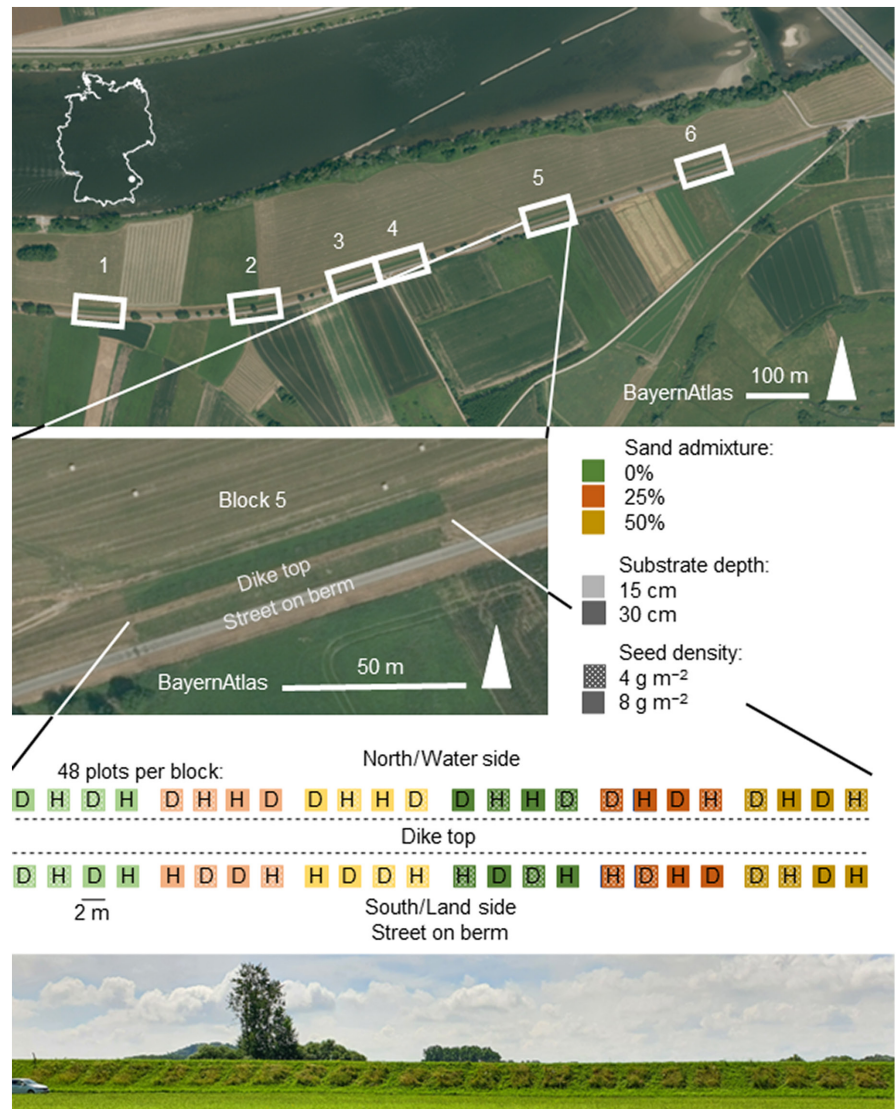 6
5
4
3
2
1
100 m
BayernAtlas
Block 5
Dike top
Street on berm
50 m
BayernAtlas
Sand admixture:
0%
25%
50%
Substrate depth:
15 cm
30 cm
Seed density:
4 g m⁻²
8 g m⁻²
North/Water side
48 plots per block:
D H D H D H H D D H H D D H H D D H D H D H D H
Dike top
D H D H H D D H H D D H H D D H H D H D D H D H
2 m
South/Land side
Street on berm